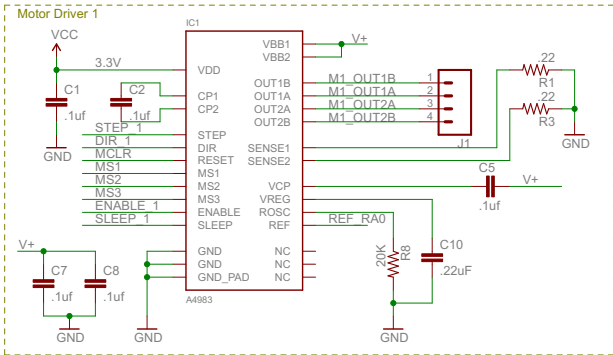 Motor Driver 1
IC1
VCC
3.3V
C1
.1uf
GND
C2
.1uf
VDD
CP1
CP2
STEP_1 STEP
DIR_1 DIR
MCLR RESET
MS1 MS1
MS2 MS2
MS3 MS3
ENABLE_1 ENABLE
SLEEP_1 SLEEP
GND
GND
GND_PAD
A4983
VBB1
VBB2
V+
OUT1B M1_OUT1B 1
OUT1A M1_OUT1A 2
OUT2A M1_OUT2A 3
OUT2B M1_OUT2B 4
J1
SENSE1
SENSE2
.22
R1
.22
R3
GND
VCP
C5
.1uf
V+
VREG
ROSC
REF REF_RA0
NC
NC
NC
20K
R8
C10
.22uF
GND
V+
C7
.1uf
C8
.1uf
GND
GND